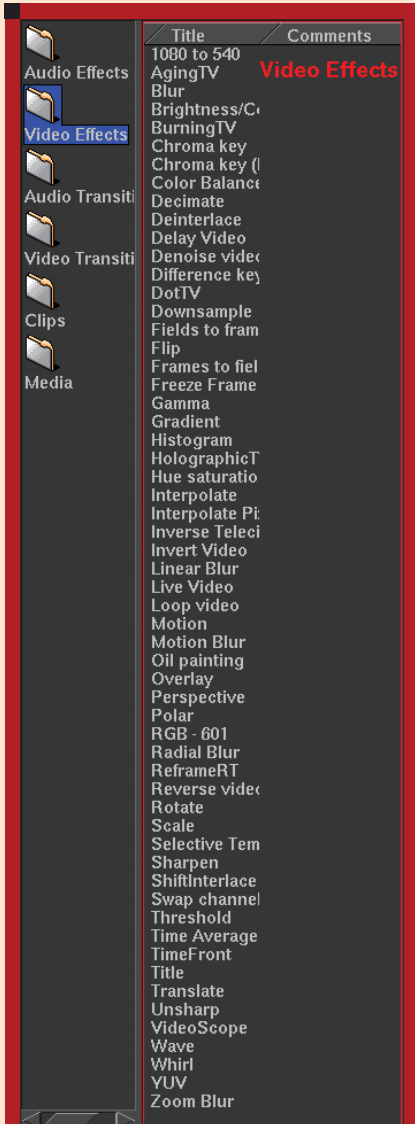 Audio Effects
Video Effects
Audio Transiti
Video Transiti
Clips
Media
Title Comments
Video Effects
1080 to 540
AgingTV
Blur
Brightness/Co
BurningTV
Chroma key
Chroma key (
Color Balance
Decimate
Deinterlace
Delay Video
Denoise video
Difference key
DotTV
Downsample
Fields to fram
Flip
Frames to fiel
Freeze Frame
Gamma
Gradient
Histogram
HolographicT
Hue saturatio
Interpolate
Interpolate Pi
Inverse Teleci
Invert Video
Linear Blur
Live Video
Loop video
Motion
Motion Blur
Oil painting
Overlay
Perspective
Polar
RGB - 601
Radial Blur
ReframeRT
Reverse video
Rotate
Scale
Selective Tem
Sharpen
ShiftInterlace
Swap channel
Threshold
Time Average
TimeFront
Title
Translate
Unsharp
VideoScope
Wave
Whirl
YUV
Zoom Blur